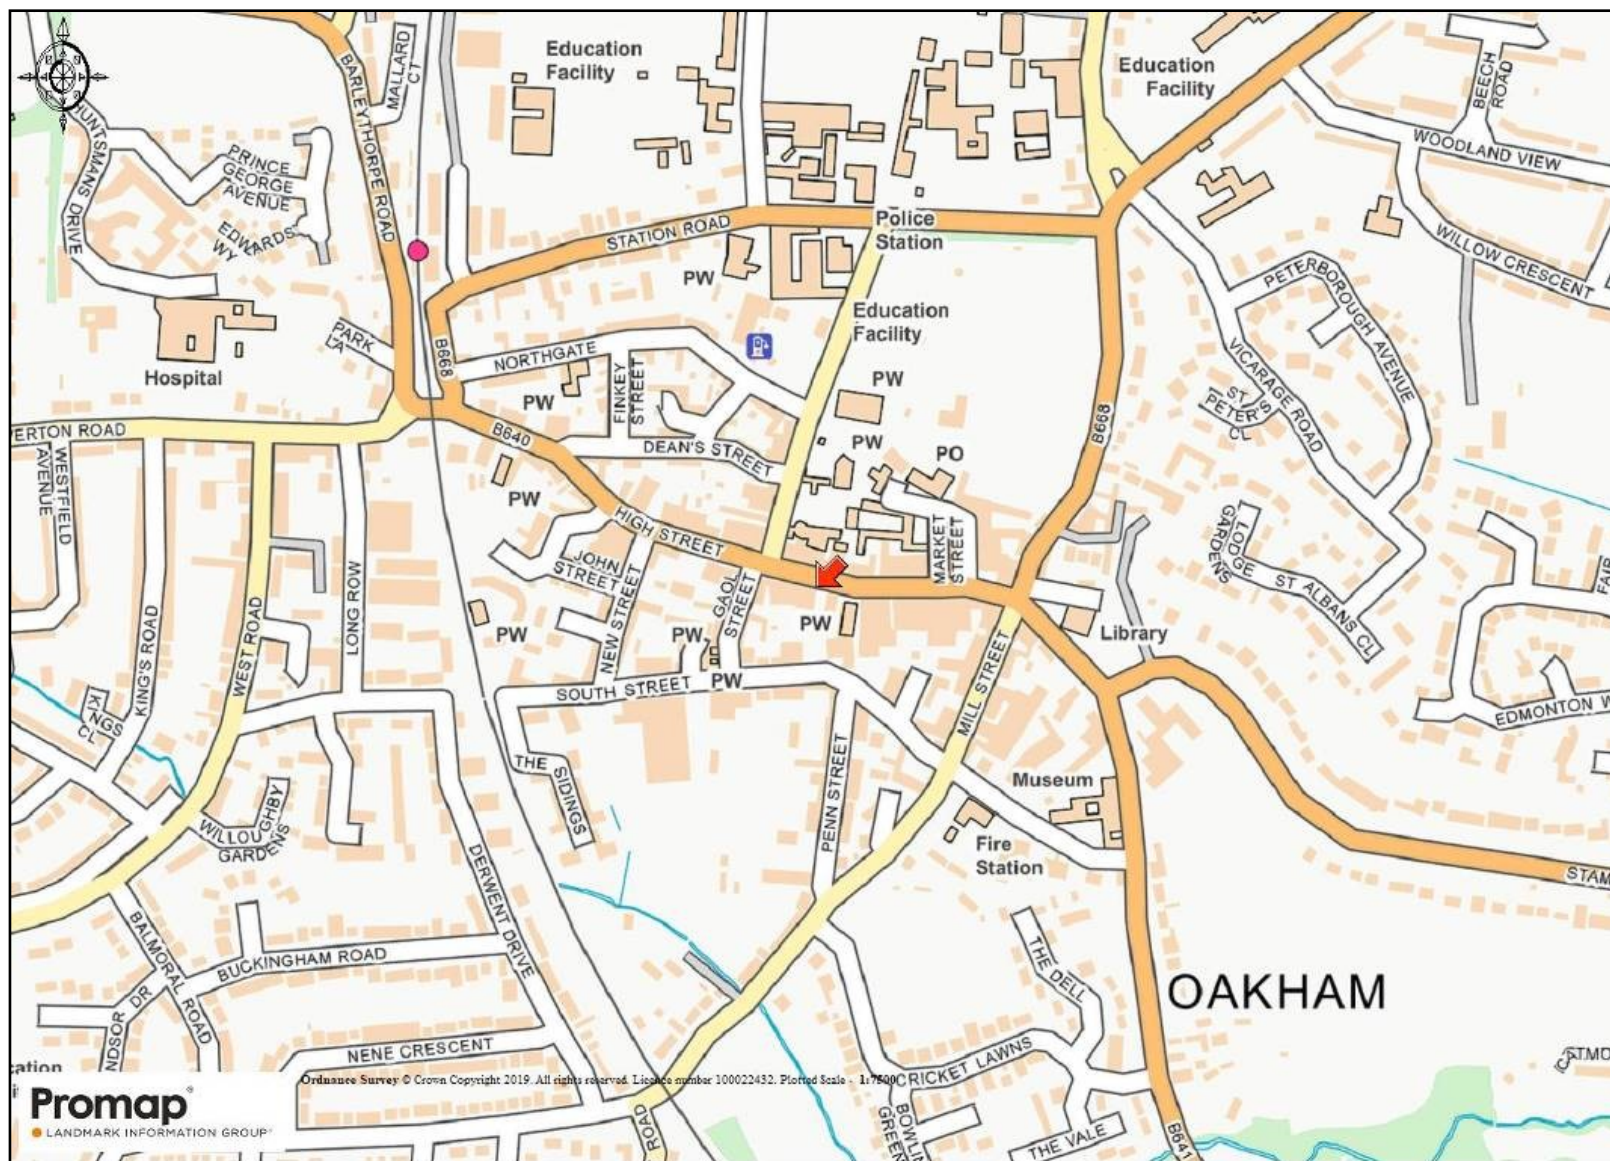 BARLEYTHORPE ROAD
MALLARD
CT
Education
Facility
Education
Facility
BEECH
ROAD
WOODLAND VIEW
HUNTSMANS DRIVE
PRINCE
GEORGE
AVENUE
EDWARDS
WY
STATION ROAD
Police
Station
PW
WILLOW CRESCENT
PETERBOROUGH AVENUE
Education
Facility
PARK
LA
B668
NORTHGATE
FINKEY
STREET
Hospital
PW
PW
VICARAGE ROAD
ST
PETER'S
CL
B668
ERTON ROAD
WESTFIELD
AVENUE
B640
DEAN'S STREET
PW
PO
PW
HIGH STREET
MARKET
STREET
LODGE
GARDENS
ST ALBANS CL
FAIR
JOHN
STREET
NEW STREET
GAOL
STREET
LONG ROW
WEST ROAD
KING'S ROAD
PW
PW
PW
PW
Library
SOUTH STREET
MILL STREET
EDMONTON W
KINGS
CL
THE SIDINGS
PENN STREET
Museum
Fire
Station
WILLOUGHBY
GARDENS
DERWENT DRIVE
STAM
BALMORAL ROAD
BUCKINGHAM ROAD
NDSOR DR
THE DELL
OAKHAM
NENE CRESCENT
CRICKET LAWNS
STMO
cation
Ordnance Survey © Crown Copyright 2019. All rights reserved. Licence number 100022432. Plotted Scale - 1:7500
Promap®
LANDMARK INFORMATION GROUP®
ROAD
BOWLIN
GREEN
THE VALE
B641